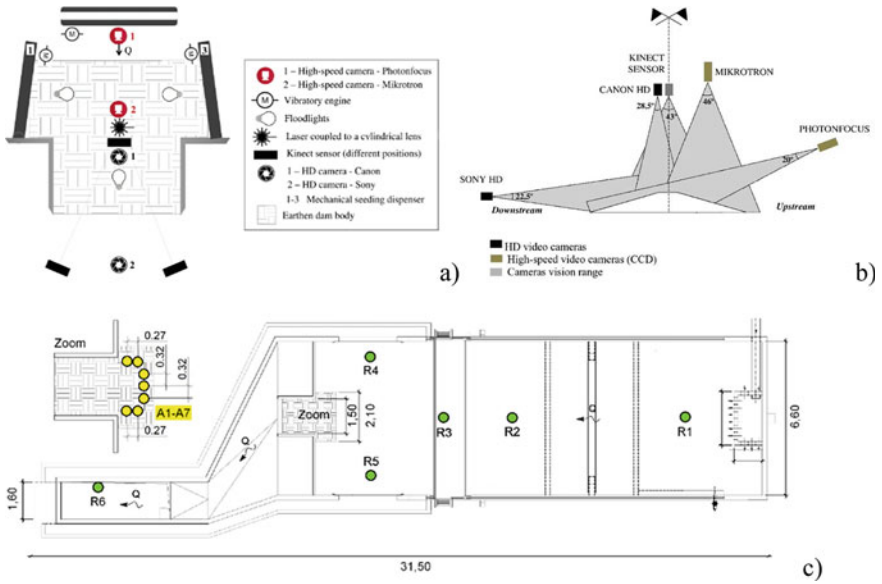 1
M
Q
1
M
M
3
2
1
2
1 – High-speed camera - Photonfocus
2 – High-speed camera - Mikrotron
M
Vibratory engine
Floodlights
Laser coupled to a cylindrical lens
Kinect sensor (different positions)
1 – HD camera - Canon
2 – HD camera - Sony
1-3 Mechanical seeding dispenser
Earthen dam body
a)
KINECT
SENSOR
CANON HD
MIKROTRON
28,5°
43°
46°
PHOTONFOCUS
20°
SONY HD
22.5°
Downstream
Upstream
HD video cameras
High-speed video cameras (CCD)
Cameras vision range
b)
Zoom
0.27
0.32
0.32
A1-A7
0.27
R4
Zoom
1,50
2,10
R3
R2
Q
R1
6,60
Q
R5
1,60
R6
Q
31,50
c)